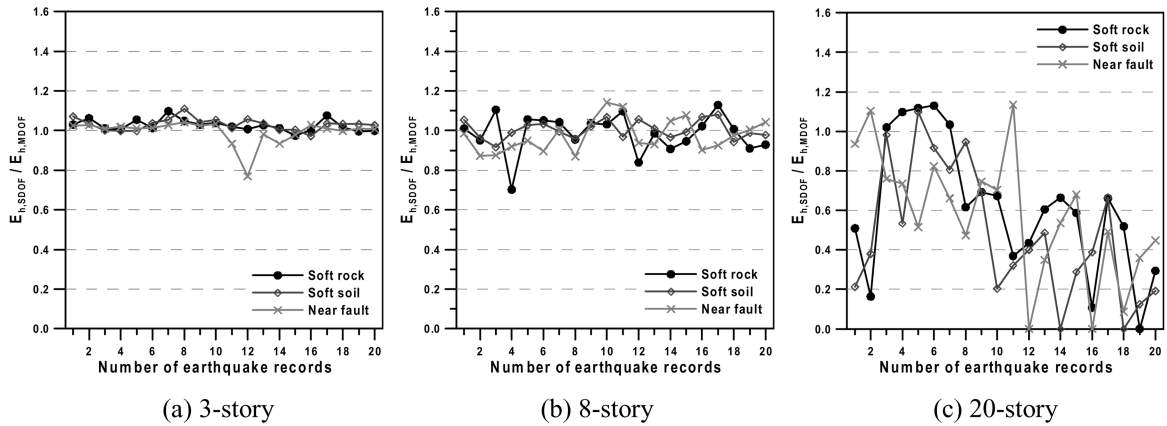 1.6
1.4
1.2
1.0
0.8
0.6
0.4
0.2
0.0
E h,SDOF / E h,MDOF
Soft rock
Soft soil
Near fault
2 4 6 8 10 12 14 16 18 20
Number of earthquake records
(a) 3-story
1.6
1.4
1.2
1.0
0.8
0.6
0.4
0.2
0.0
E h,SDOF / E h,MDOF
Soft rock
Soft soil
Near fault
2 4 6 8 10 12 14 16 18 20
Number of earthquake records
(b) 8-story
1.6
1.4
1.2
1.0
0.8
0.6
0.4
0.2
0.0
E h,SDOF / E h,MDOF
Soft rock
Soft soil
Near fault
2 4 6 8 10 12 14 16 18 20
Number of earthquake records
(c) 20-story